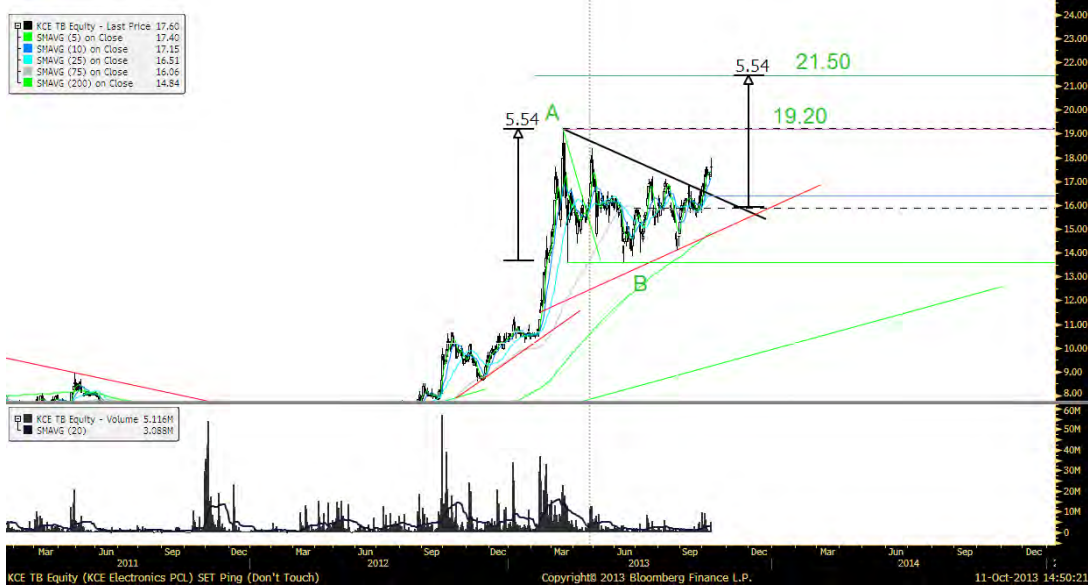 KCE TB Equity - Last Price 17.60
SMAVG (5) on Close 17.40
SMAVG (10) on Close 17.15
SMAVG (25) on Close 16.51
SMAVG (75) on Close 16.06
SMAVG (200) on Close 14.84
24.00
23.00
22.00
21.00
20.00
19.00
18.00
17.00
16.00
15.00
14.00
13.00
12.00
11.00
10.00
9.00
8.00
5.54 21.50
5.54 A 19.20
B
KCE TB Equity - Volume 5.116M
SMAVG (20) 3.088M
60M
50M
40M
30M
20M
10M
0
Mar Jun Sep Dec Mar Jun Sep Dec Mar Jun Sep Dec Mar Jun Sep Dec
2011 2012 2013 2014 2
KCE TB Equity (KCE Electronics PCL) SET Ping (Don't Touch) Copyright© 2013 Bloomberg Finance L.P. 11-Oct-2013 14:50:21